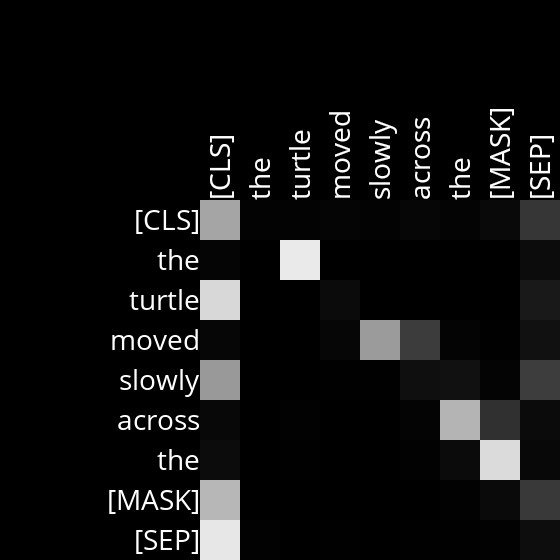 [CLS] the turtle moved slowly across the [MASK] [SEP]
[CLS]
the
turtle
moved
slowly
across
the
[MASK]
[SEP]